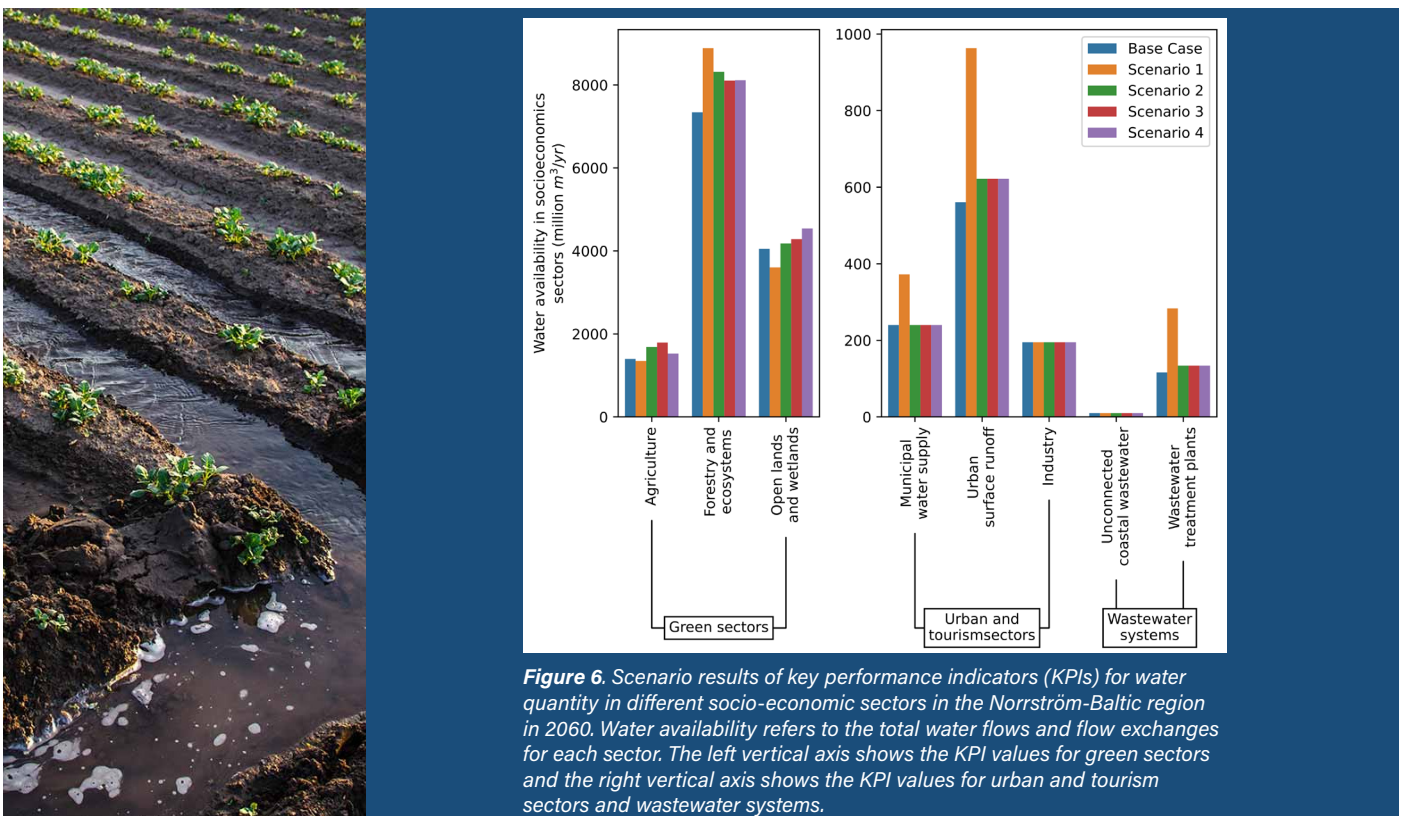 Water availability in socioeconomics
sectors (million m³/yr)
8000
6000
4000
2000
0
1000
800
600
400
200
0
Base Case
Scenario 1
Scenario 2
Scenario 3
Scenario 4
Agriculture
Forestry and
ecosystems
Open lands
and wetlands
Municipal
water supply
Urban
surface runoff
Industry
Unconnected
coastal wastewater
Wastewater
treatment plants
Green sectors
Urban and
tourismsectors
Wastewater
systems
Figure 6. Scenario results of key performance indicators (KPIs) for water
quantity in different socio-economic sectors in the Norrström-Baltic region
in 2060. Water availability refers to the total water flows and flow exchanges
for each sector. The left vertical axis shows the KPI values for green sectors
and the right vertical axis shows the KPI values for urban and tourism
sectors and wastewater systems.